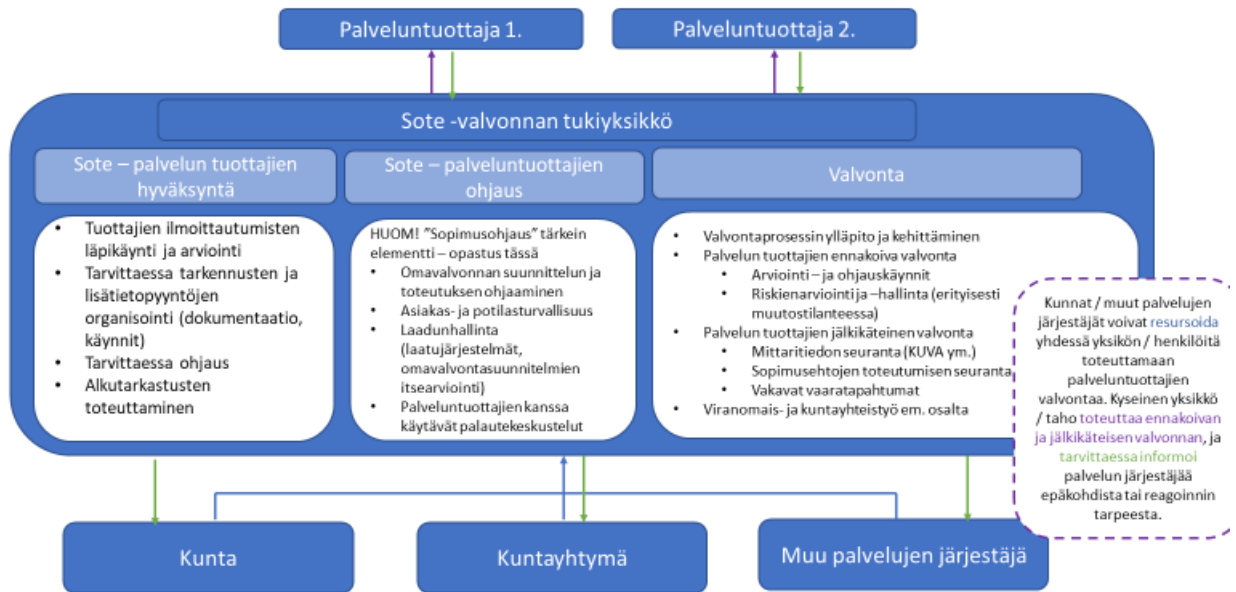 Palveluntuottaja 1.
Palveluntuottaja 2.
Sote -valvonnan tukiyksikkö
Sote – palvelun tuottajien
hyväksyntä
• Tuottajien ilmoittautumisten
läpikäynti ja arviointi
• Tarvittaessa tarkennusten ja
lisätietopyyntöjen
organisointi (dokumentaatio,
käynnit)
• Tarvittaessa ohjaus
• Alkutarkastusten
toteuttaminen
Sote – palveluntuottajien
ohjaus
HUOM! ”Sopimusohjaus” tärkein
elementti – opastus tässä
• Omavalvonnan suunnittelun ja
toteutuksen ohjaaminen
• Asiakas- ja potilasturvallisuus
• Laadunhallinta
(laatujärjestelmät,
omavalvontasuunnitelmien
itsearviointi)
• Palveluntuottajien kanssa
käytävät palautekeskustelut
Valvonta
• Valvontaprosessin ylläpito ja kehittäminen
• Palvelun tuottajien ennakoiva valvonta
• Arviointi – ja ohjauskäynnit
• Riskienarviointi ja –hallinta (erityisesti
muutostilanteessa)
• Palvelun tuottajien jälkikäteinen valvonta
• Mittaritiedon seuranta (KUVA ym.)
• Sopimusehtojen toteutumisen seuranta
• Vakavat vaaratapahtumat
• Viranomais- ja kuntayhteistyö em. osalta
Kunnat / muut palvelujen
järjestäjät voivat resursoida
yhdessä yksikön / henkilöitä
toteuttamaan
palveluntuottajien
valvontaa. Kyseinen yksikkö
/ taho toteuttaa ennakoivan
ja jälkikäteisen valvonnan, ja
tarvittaessa informoi
palvelun järjestäjää
epäkohdista tai reagoinnin
tarpeesta.
Kunta
Kuntayhtymä
Muu palvelujen järjestäjä